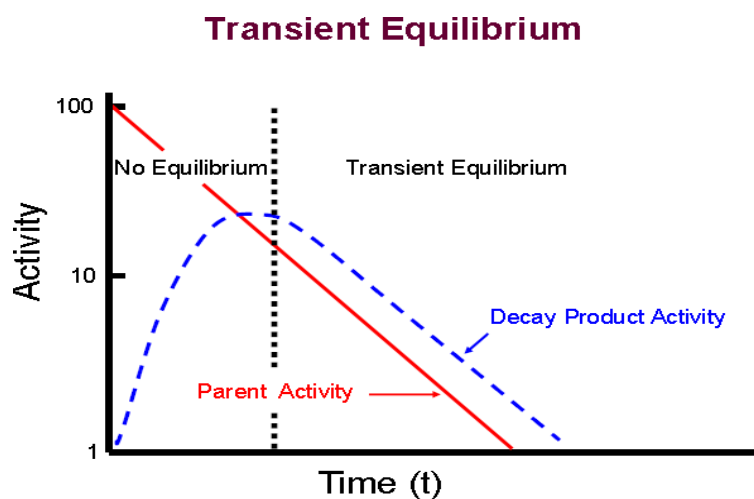 Transient Equilibrium
100
No Equilibrium
Transient Equilibrium
Activity
10
Decay Product Activity
Parent Activity
1
Time (t)